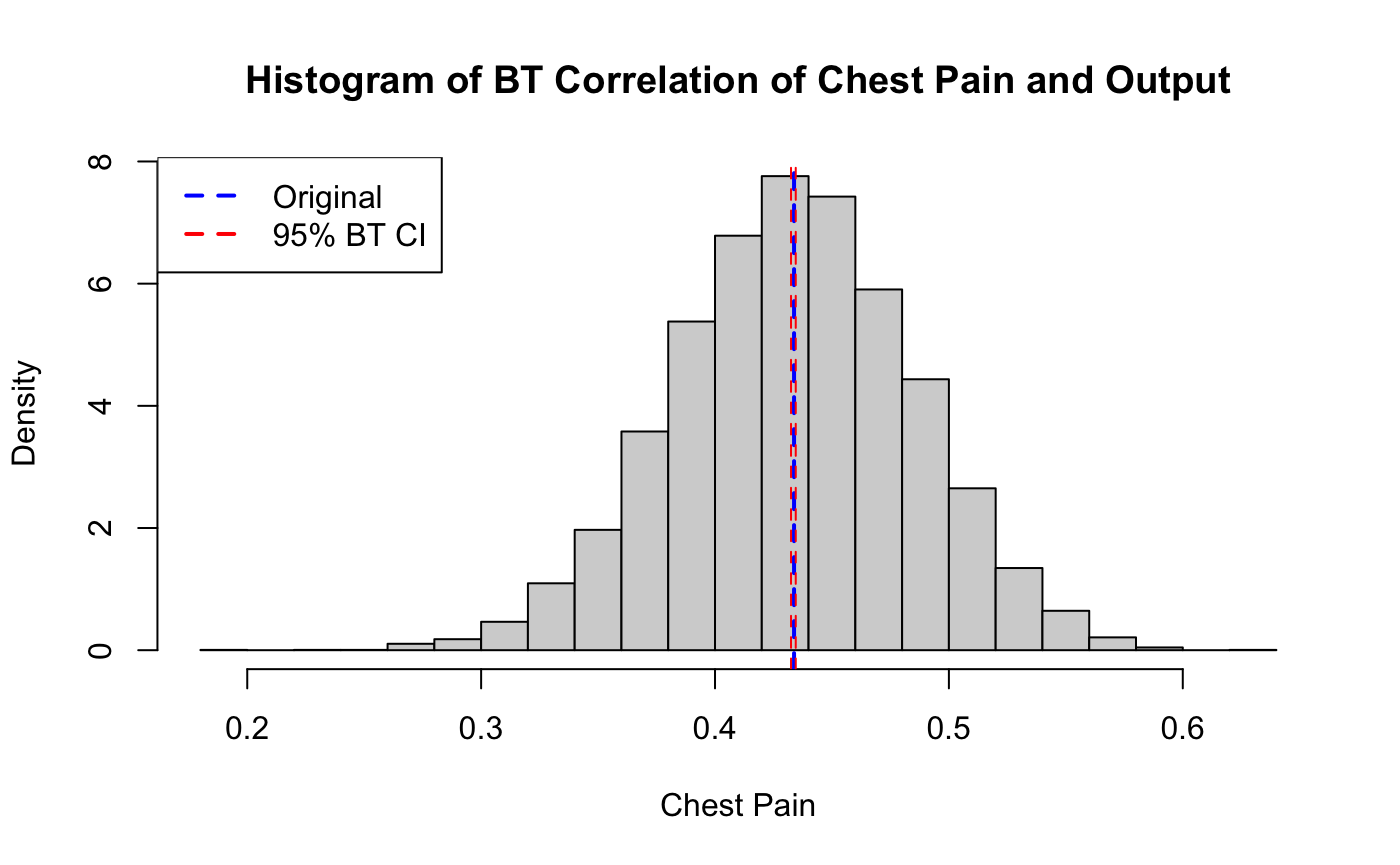 Histogram of BT Correlation of Chest Pain and Output
Original
95% BT CI
Density
0
2
4
6
8
0.2 0.3 0.4 0.5 0.6
Chest Pain